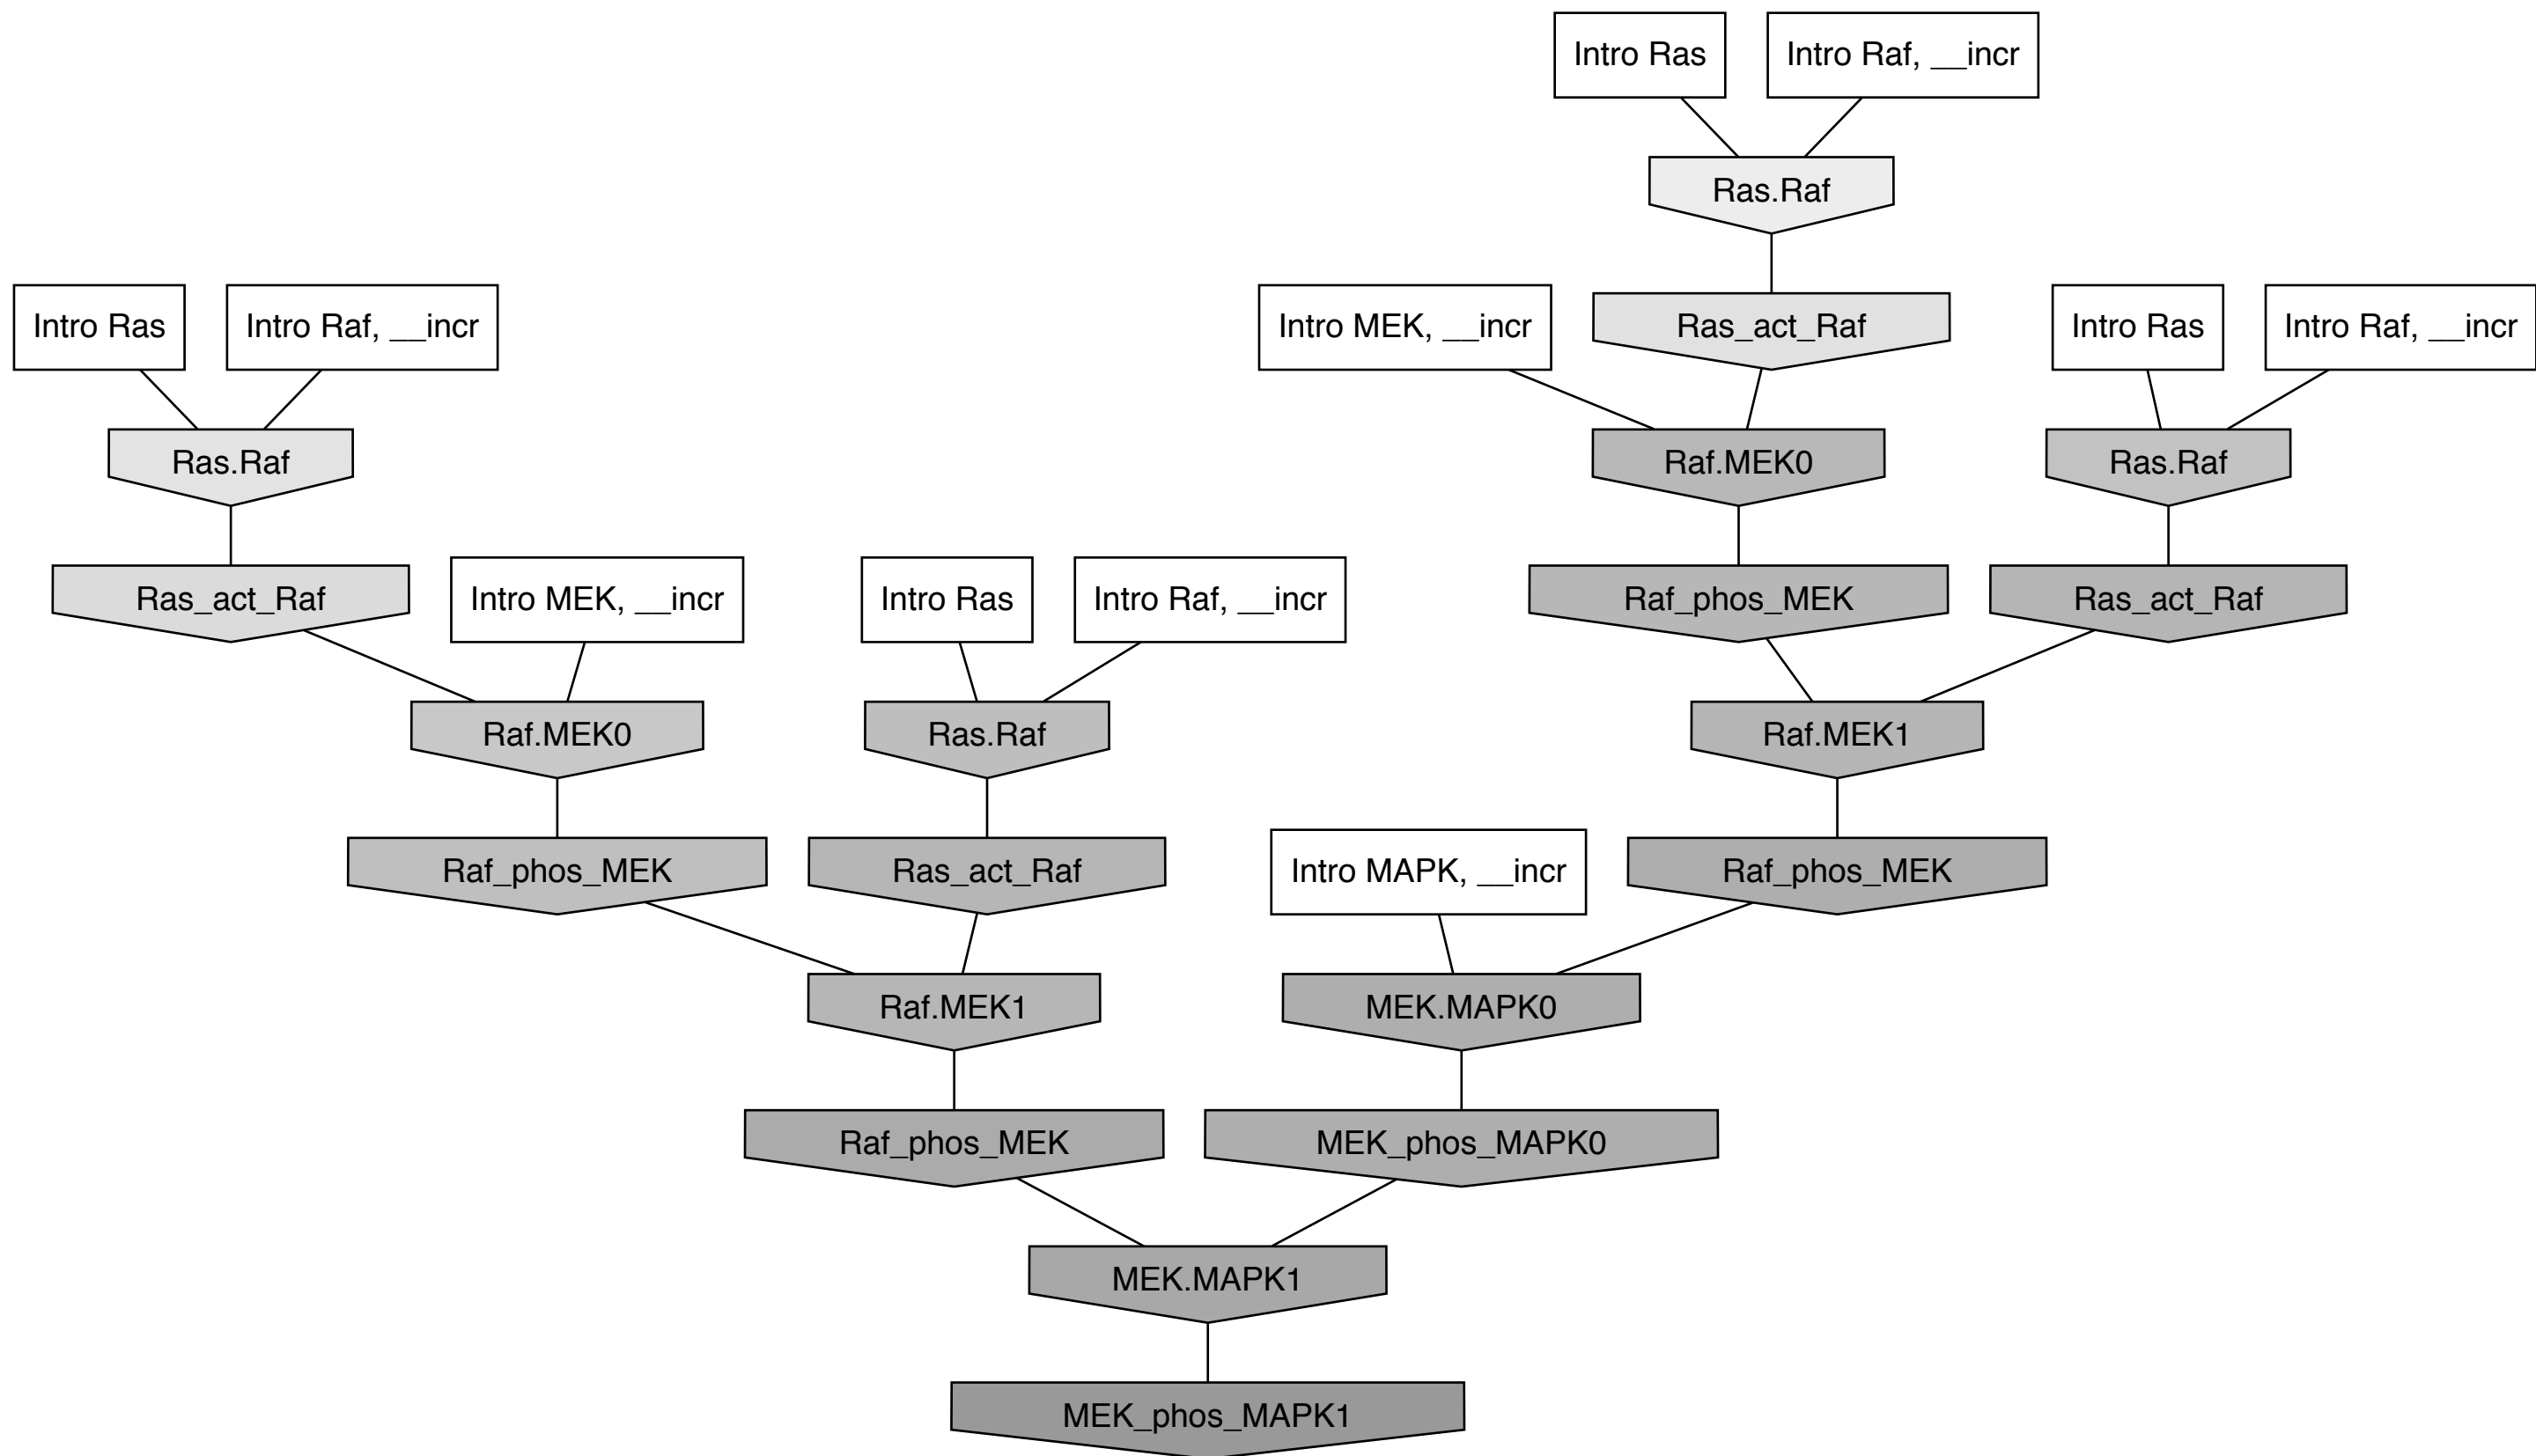 Intro Ras
Intro Raf, __incr
Ras.Raf
Intro Ras
Intro Raf, __incr
Intro MEK, __incr
Ras_act_Raf
Intro Ras
Intro Raf, __incr
Ras.Raf
Raf.MEK0
Ras.Raf
Ras_act_Raf
Intro MEK, __incr
Intro Ras
Intro Raf, __incr
Raf_phos_MEK
Ras_act_Raf
Raf.MEK0
Ras.Raf
Raf.MEK1
Raf_phos_MEK
Ras_act_Raf
Intro MAPK, __incr
Raf_phos_MEK
Raf.MEK1
MEK.MAPK0
Raf_phos_MEK
MEK_phos_MAPK0
MEK.MAPK1
MEK_phos_MAPK1